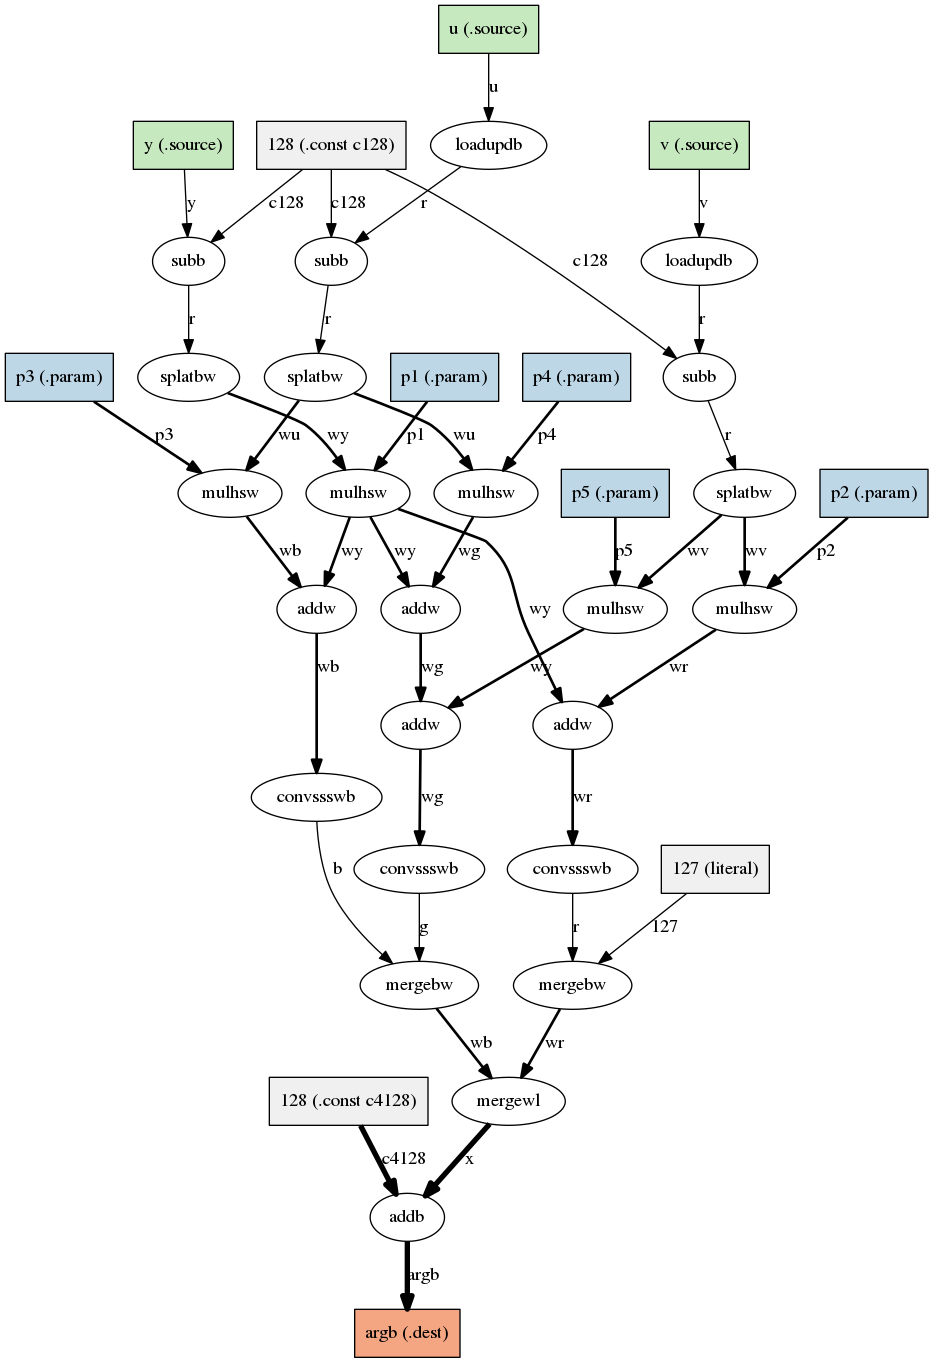 u (.source)
u
y (.source)
128 (.const c128)
loadupdb
v (.source)
y
c128
c128
r
v
subb
subb
c128
loadupdb
r
r
r
p3 (.param)
splatbw
splatbw
p1 (.param)
p4 (.param)
subb
p3
wu
wy
p1
wu
p4
r
mulhsw
mulhsw
mulhsw
p5 (.param)
splatbw
p2 (.param)
wb
wy
wy
wg
p5
wv
wv
p2
addw
addw
wy
mulhsw
mulhsw
wb
wg
wy
wr
addw
addw
convssswb
wg
wr
b
convssswb
convssswb
127 (literal)
g
r
127
mergebw
mergebw
wb
wr
128 (.const c4128)
mergewl
c4128
x
addb
argb
argb (.dest)